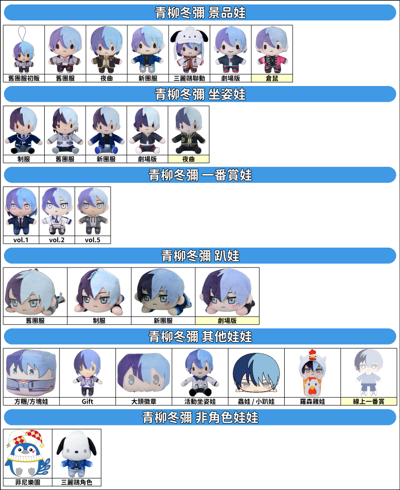 青柳冬彌 景品娃
舊團服初販 舊團服 夜曲 新團服 三麗鷗聯動 劇場版 倉鼠
青柳冬彌 坐姿娃
制服 舊團服 新團服 劇場版 夜曲
青柳冬彌 一番賞娃
vol.1 vol.2 vol.5
青柳冬彌 趴娃
舊團服 制服 新團服 劇場版
青柳冬彌 其他娃娃
方糰/方塊娃 Gift 大頭徽章 活動坐姿娃 蟲娃 / 小趴娃 羅森雞娃 線上一番賞
青柳冬彌 非角色娃娃
菲尼樂園 三麗鷗角色